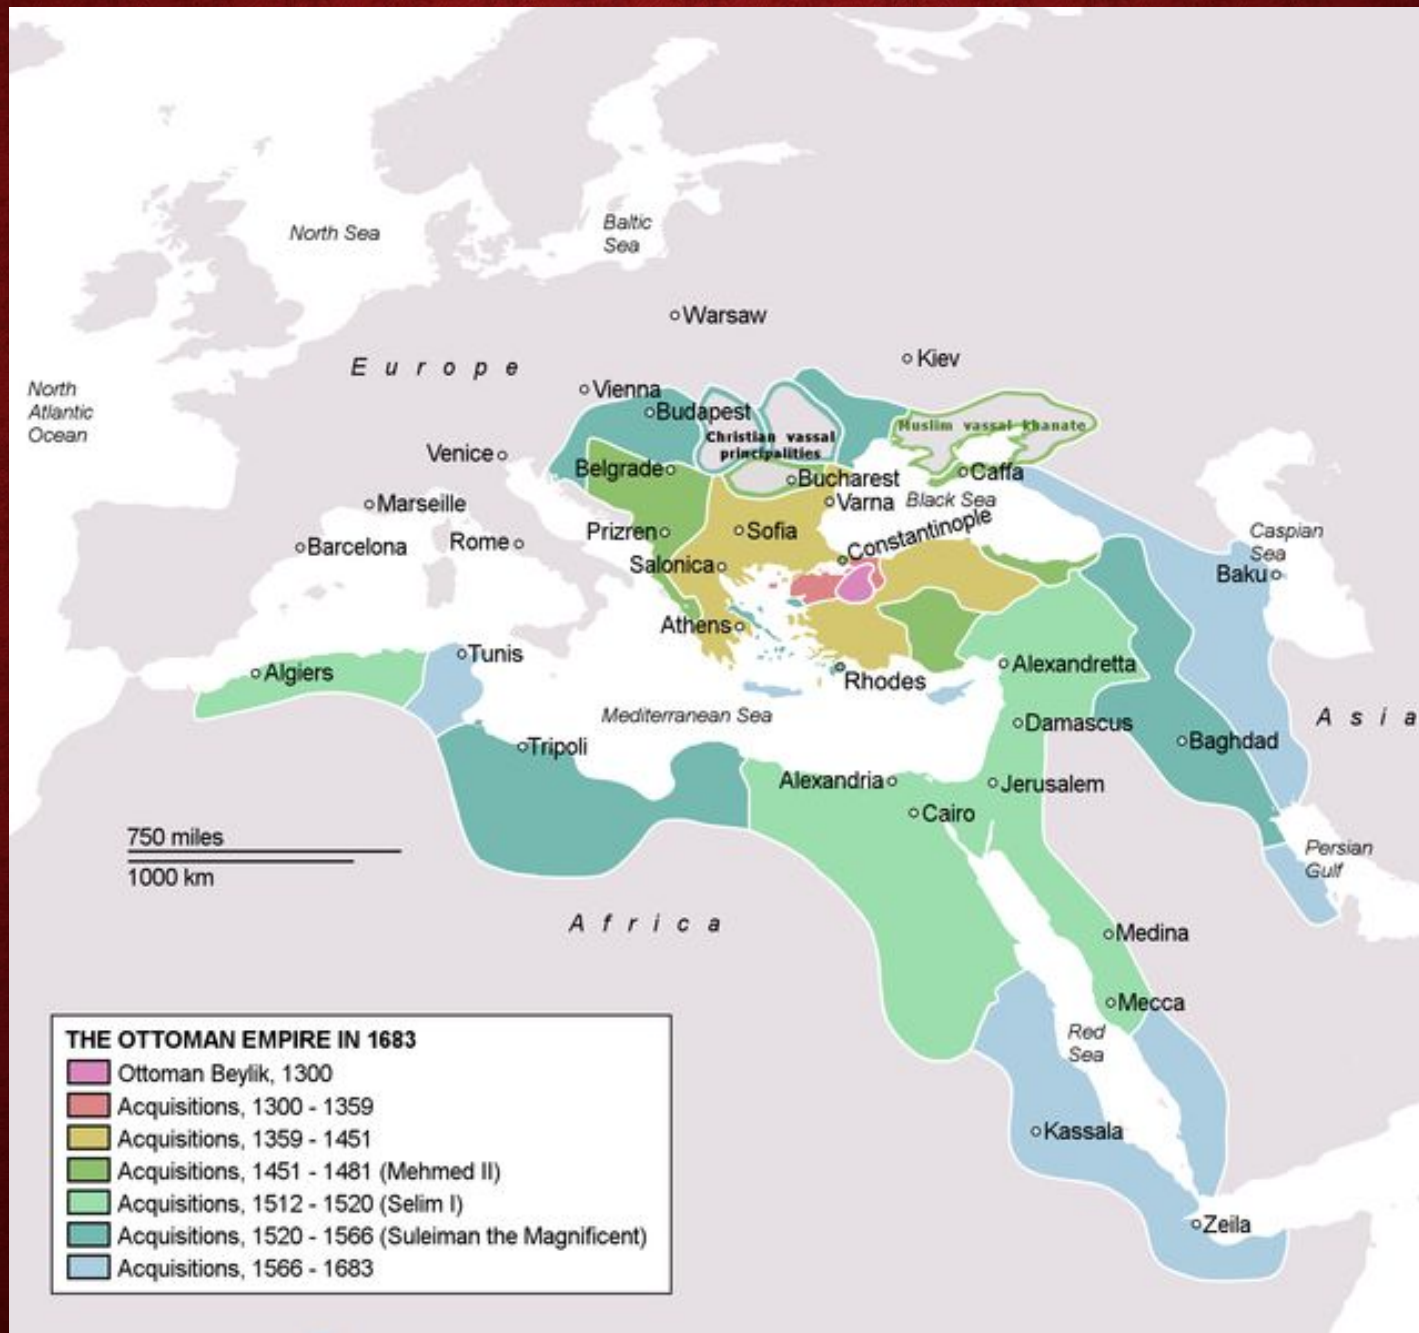 North Sea
Baltic
Sea
Warsaw
Kiev
Europe
North
Atlantic
Ocean
Vienna
Budapest
Christian vassal
principalities
Muslim vassal khanate
Venice
Belgrade
Caffa
Bucharest
Varna
Black Sea
Marseille
Constantinople
Barcelona
Rome
Prizren
Sofia
Caspian
Sea
Salonica
Baku
Athens
Tunis
Algiers
Alexandretta
Rhodes
Mediterranean Sea
Asia
Damascus
Tripoli
Baghdad
Alexandria
Jerusalem
Cairo
750 miles
1000 km
Persian
Gulf
Africa
Medina
Mecca
Red
Sea
Kassala
Zeila
THE OTTOMAN EMPIRE IN 1683
Ottoman Beylik, 1300
Acquisitions, 1300 - 1359
Acquisitions, 1359 - 1451
Acquisitions, 1451 - 1481 (Mehmed II)
Acquisitions, 1512 - 1520 (Selim I)
Acquisitions, 1520 - 1566 (Suleiman the Magnificent)
Acquisitions, 1566 - 1683